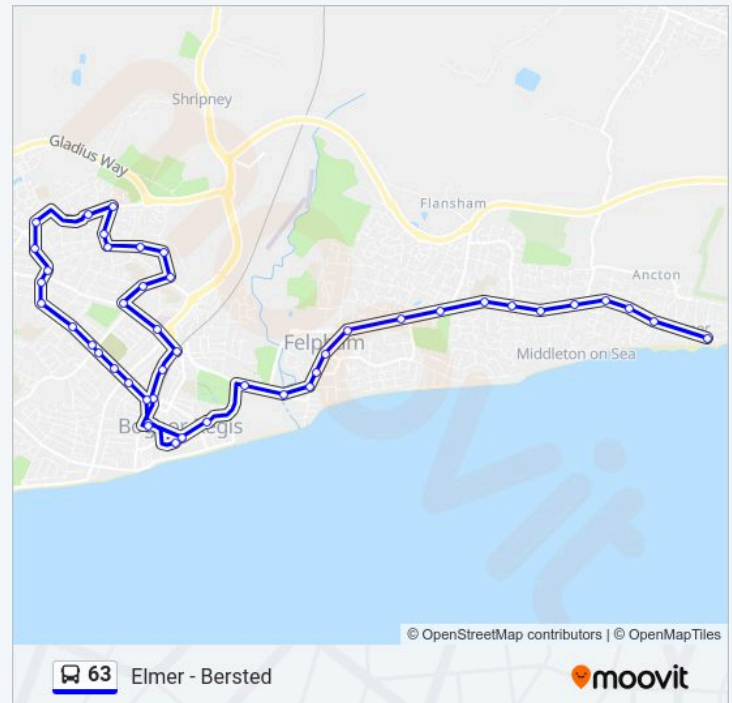 Shripney
Gladius Way
Flansham
Ancton
Felpham
Middleton on Sea
© OpenStreetMap contributors | © OpenMapTiles
63 Elmer - Bersted
moovit